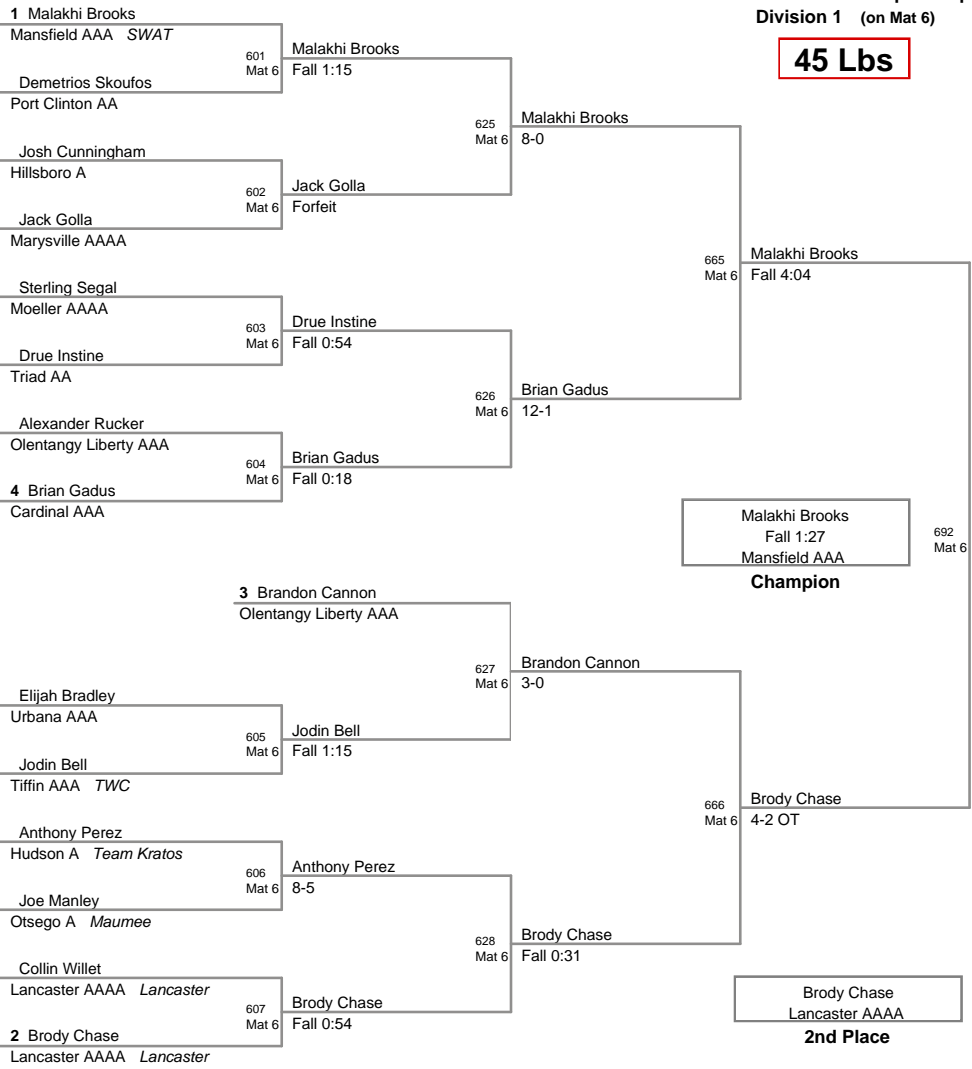 Division 1 (on Mat 6)
45 Lbs
1 Malakhi Brooks
Mansfield AAA SWAT
601
Mat 6
Malakhi Brooks
Fall 1:15
Demetrios Skoufos
Port Clinton AA
625
Mat 6
Malakhi Brooks
8-0
Josh Cunningham
Hillsboro A
602
Mat 6
Jack Golla
Forfeit
Jack Golla
Marysville AAAA
665
Mat 6
Malakhi Brooks
Fall 4:04
Sterling Segal
Moeller AAAA
603
Mat 6
Drue Instine
Fall 0:54
Drue Instine
Triad AA
626
Mat 6
Brian Gadus
12-1
Alexander Rucker
Olentangy Liberty AAA
604
Mat 6
Brian Gadus
Fall 0:18
4 Brian Gadus
Cardinal AAA
Malakhi Brooks
Fall 1:27
Mansfield AAA
Champion
692
Mat 6
3 Brandon Cannon
Olentangy Liberty AAA
627
Mat 6
Brandon Cannon
3-0
Elijah Bradley
Urbana AAA
605
Mat 6
Jodin Bell
Fall 1:15
Jodin Bell
Tiffin AAA TWC
666
Mat 6
Brody Chase
4-2 OT
Anthony Perez
Hudson A Team Kratos
606
Mat 6
Anthony Perez
8-5
Joe Manley
Otsego A Maumee
628
Mat 6
Brody Chase
Fall 0:31
Collin Willet
Lancaster AAAA Lancaster
607
Mat 6
Brody Chase
Fall 0:54
2 Brody Chase
Lancaster AAAA Lancaster
Brody Chase
Lancaster AAAA
2nd Place